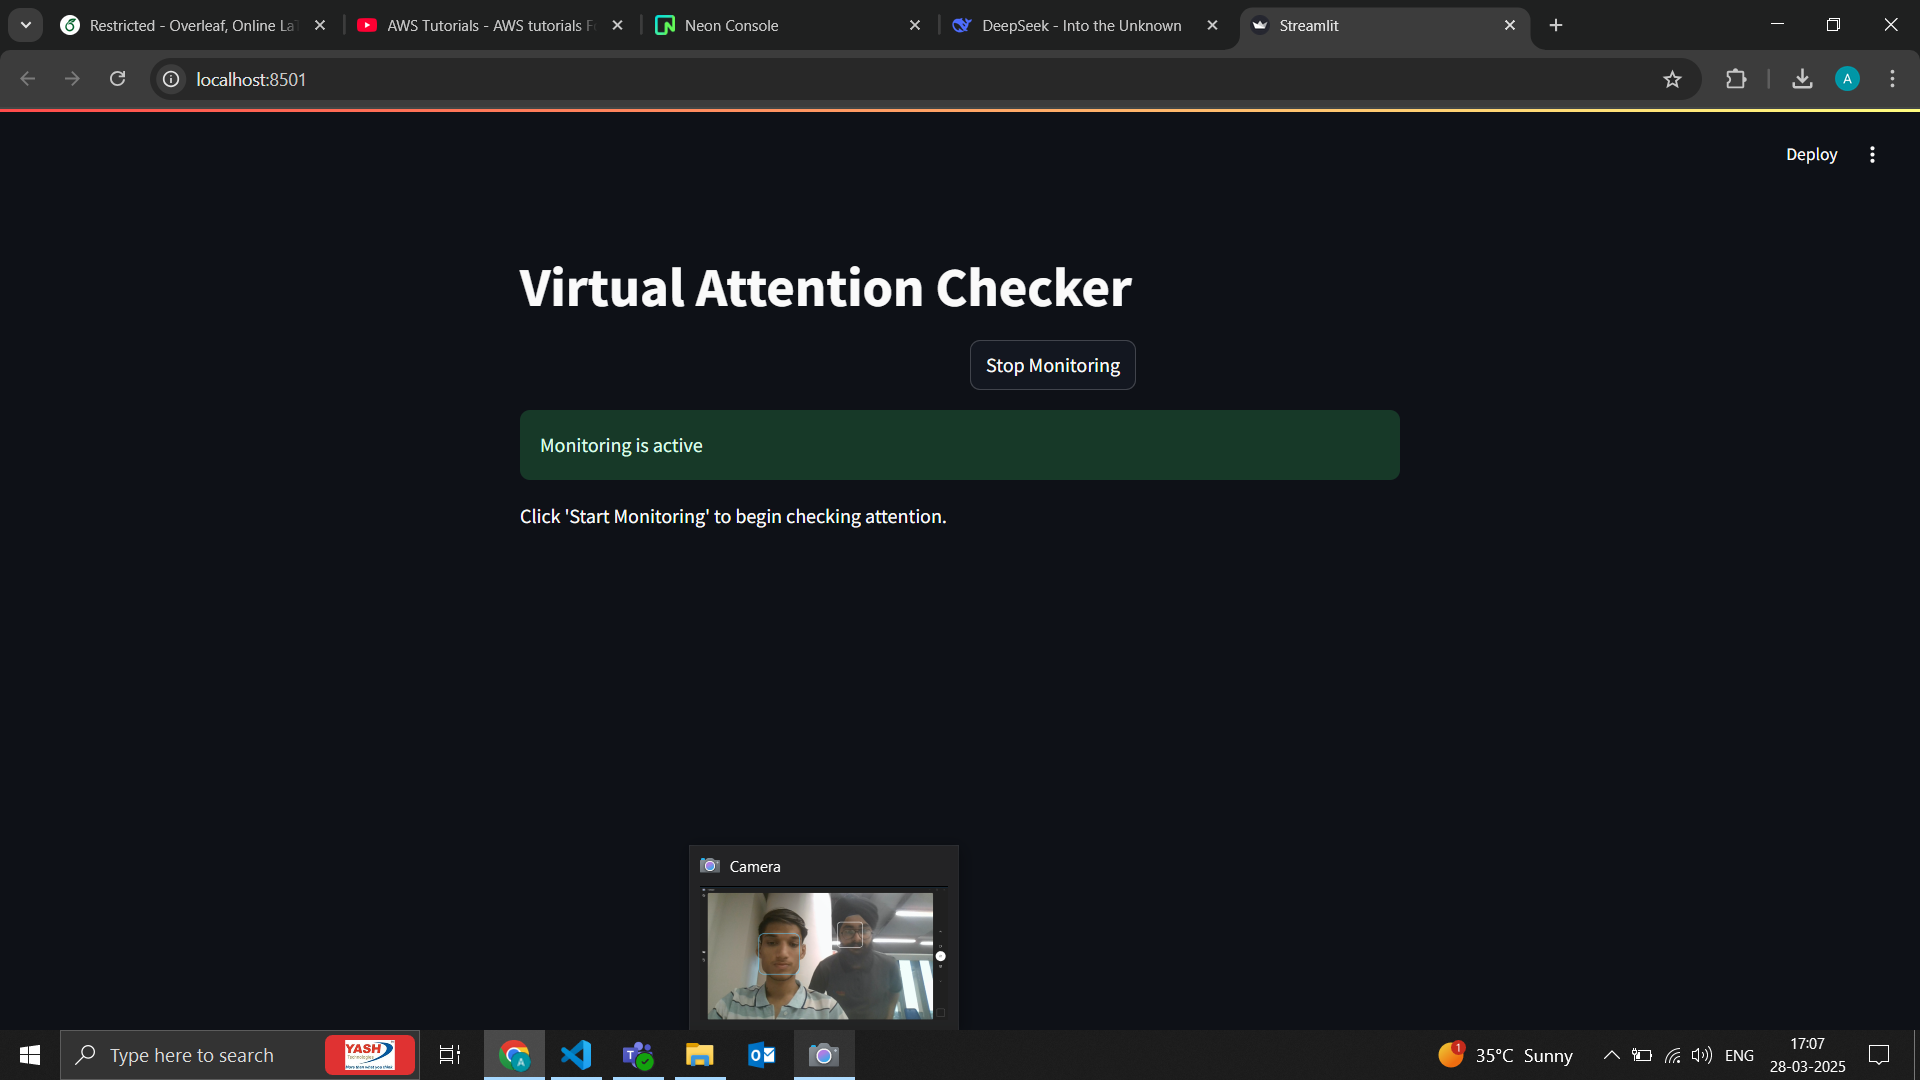 Restricted - Overleaf, Online La
AWS Tutorials - AWS tutorials F
Neon Console
DeepSeek - Into the Unknown
Streamlit
localhost:8501
A
Deploy
Virtual Attention Checker
Stop Monitoring
Monitoring is active
Click 'Start Monitoring' to begin checking attention.
Camera
Type here to search
YASH
Technologies
1
35°C Sunny
ENG
17:07
28-03-2025